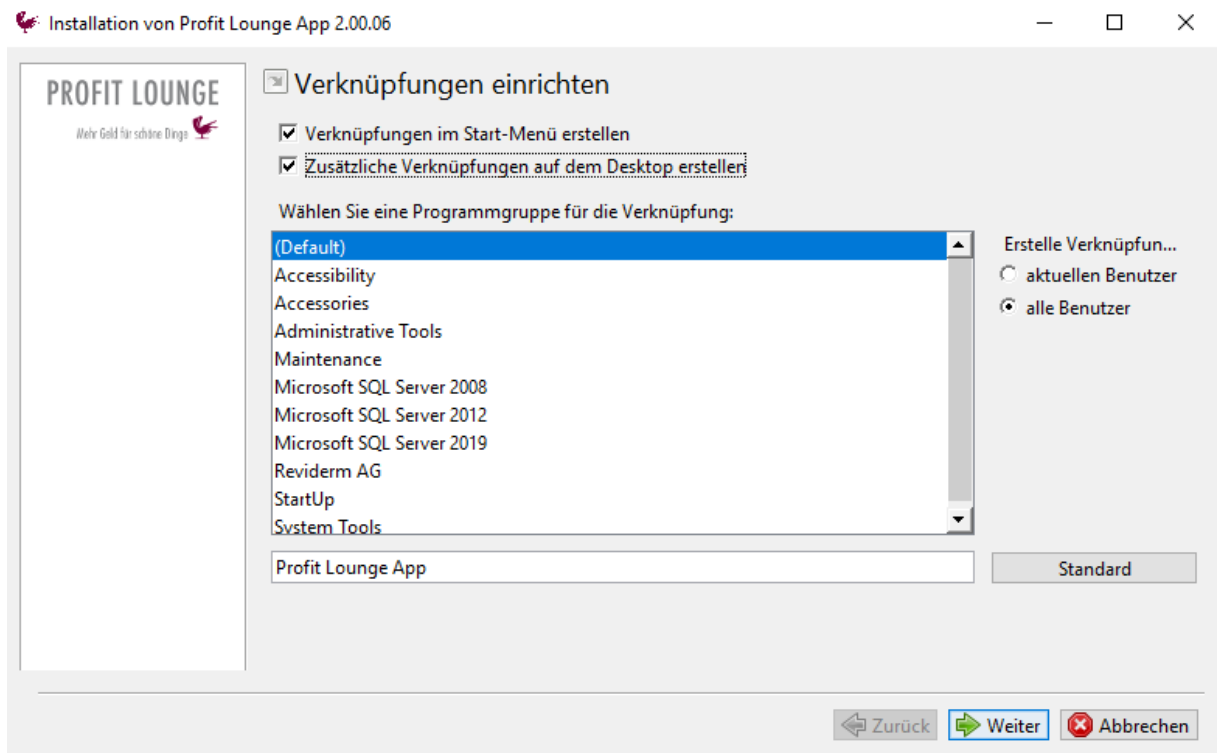 Installation von Profit Lounge App 2.00.06
PROFIT LOUNGE
Mehr Geld für schöne Dinge
Verknüpfungen einrichten
Verknüpfungen im Start-Menü erstellen
Zusätzliche Verknüpfungen auf dem Desktop erstellen
Wählen Sie eine Programmgruppe für die Verknüpfung:
(Default)
Accessibility
Accessories
Administrative Tools
Maintenance
Microsoft SQL Server 2008
Microsoft SQL Server 2012
Microsoft SQL Server 2019
Reviderm AG
StartUp
System Tools
Erstelle Verknüpfun...
aktuellen Benutzer
alle Benutzer
Profit Lounge App
Standard
Zurück
Weiter
Abbrechen